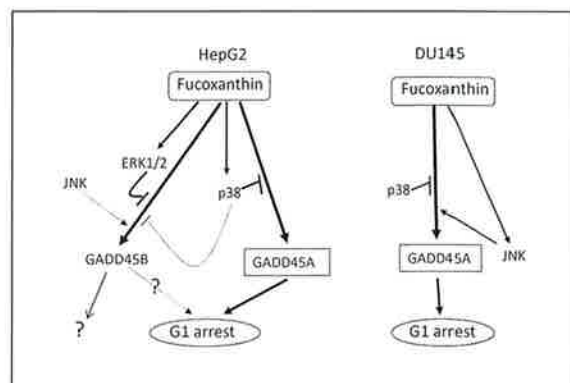 HepG2
DU145
Fucoxanthin
Fucoxanthin
ERK1/2
JNK
p38
p38
GADD45B
GADD45A
GADD45A
JNK
?
?
G1 arrest
G1 arrest